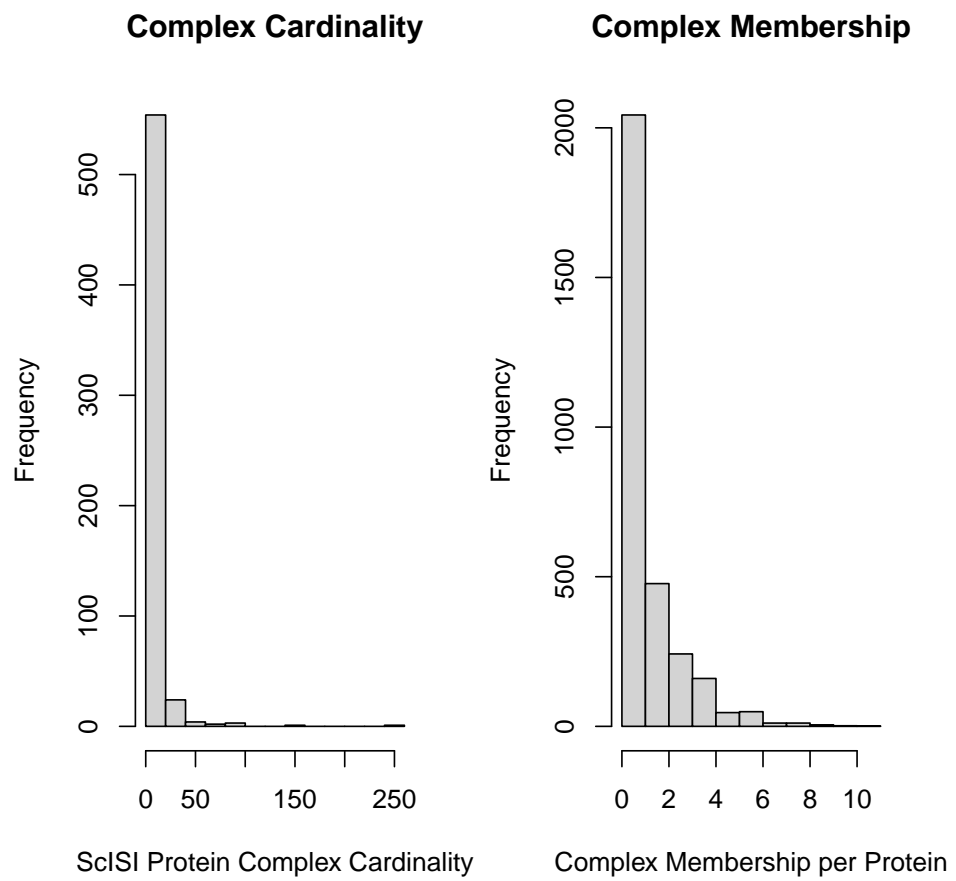 Complex Cardinality
Frequency
0 100 200 300 400 500
0 50 150 250
ScISI Protein Complex Cardinality
Complex Membership
Frequency
0 500 1000 1500 2000
0 2 4 6 8 10
Complex Membership per Protein